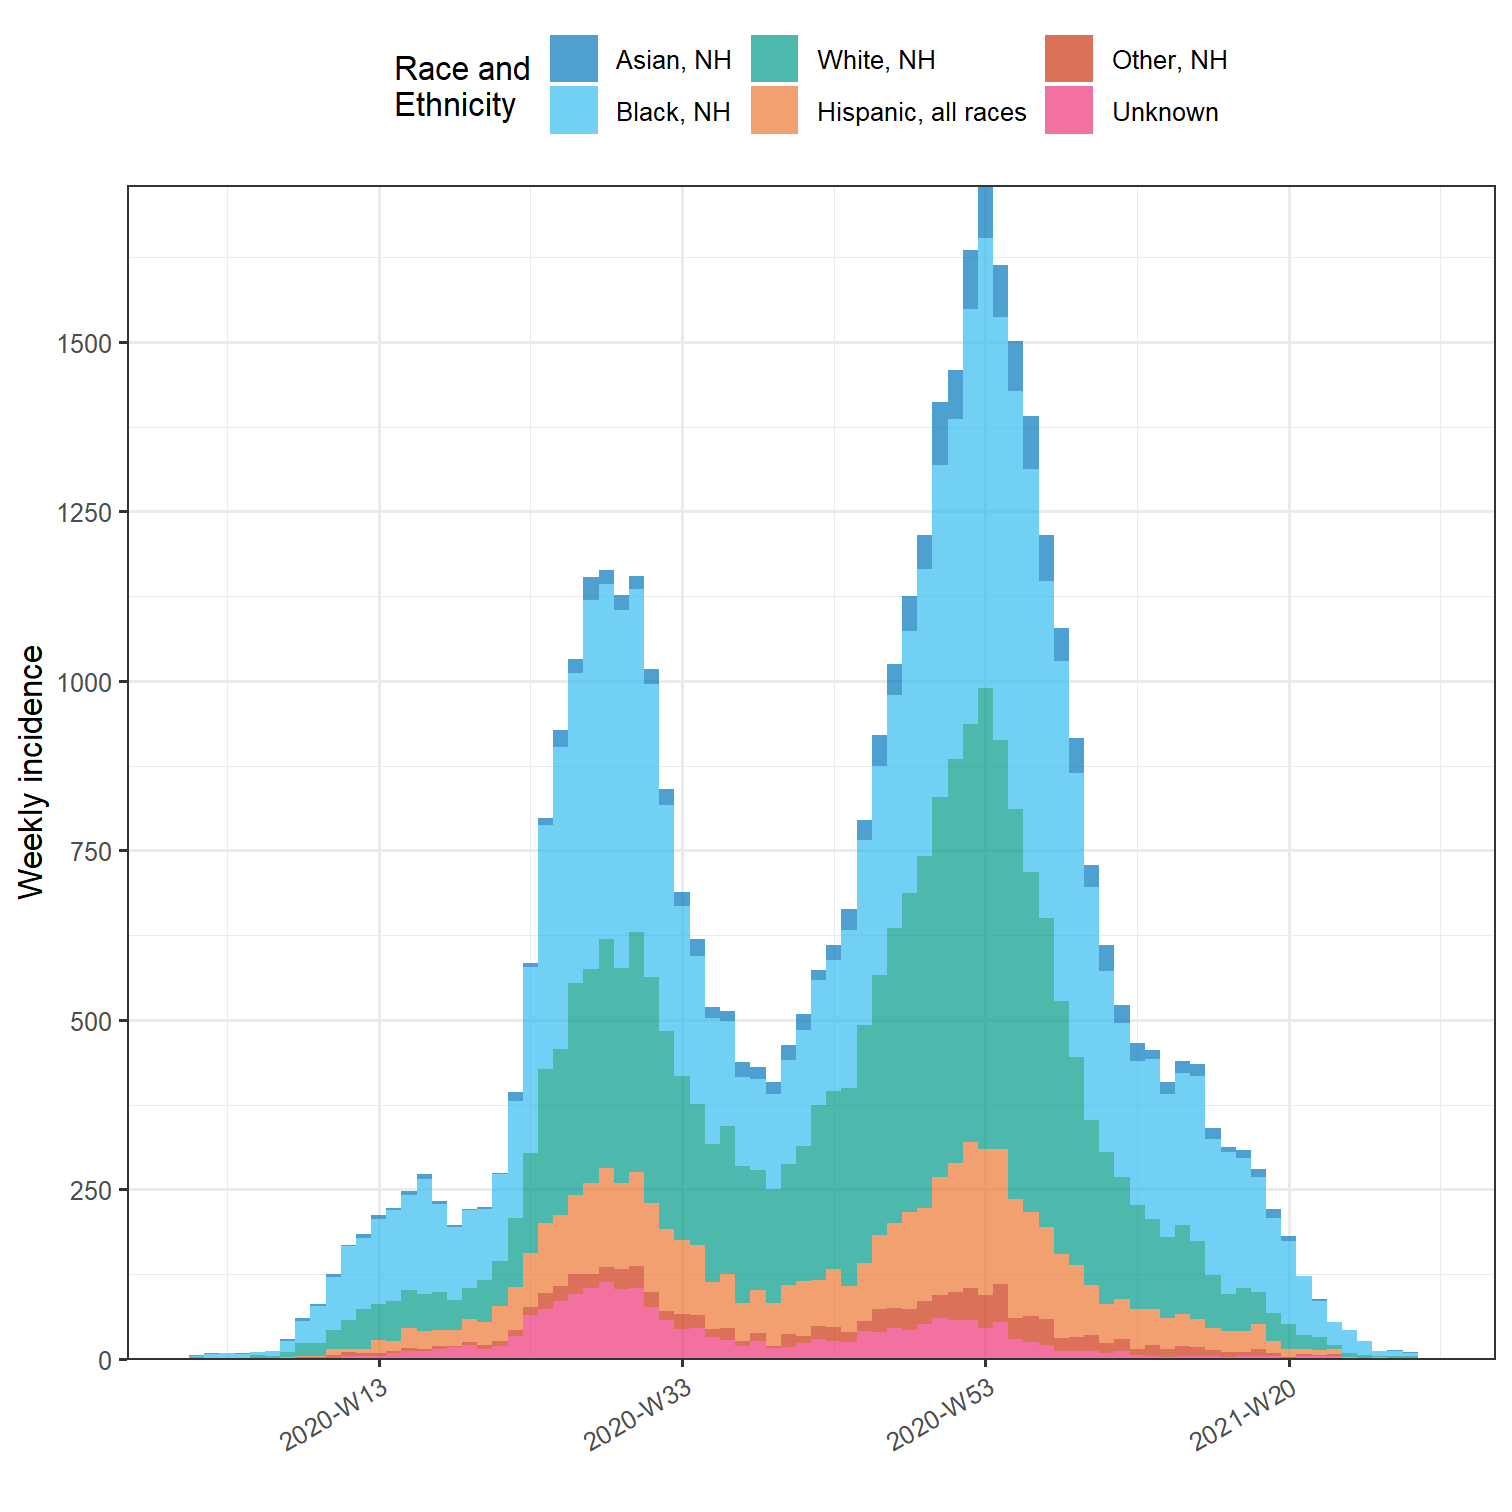 Race and
Ethnicity
Asian, NH
White, NH
Other, NH
Black, NH
Hispanic, all races
Unknown
Weekly incidence
1500
1250
1000
750
500
250
0
2020-W13
2020-W33
2020-W53
2021-W20